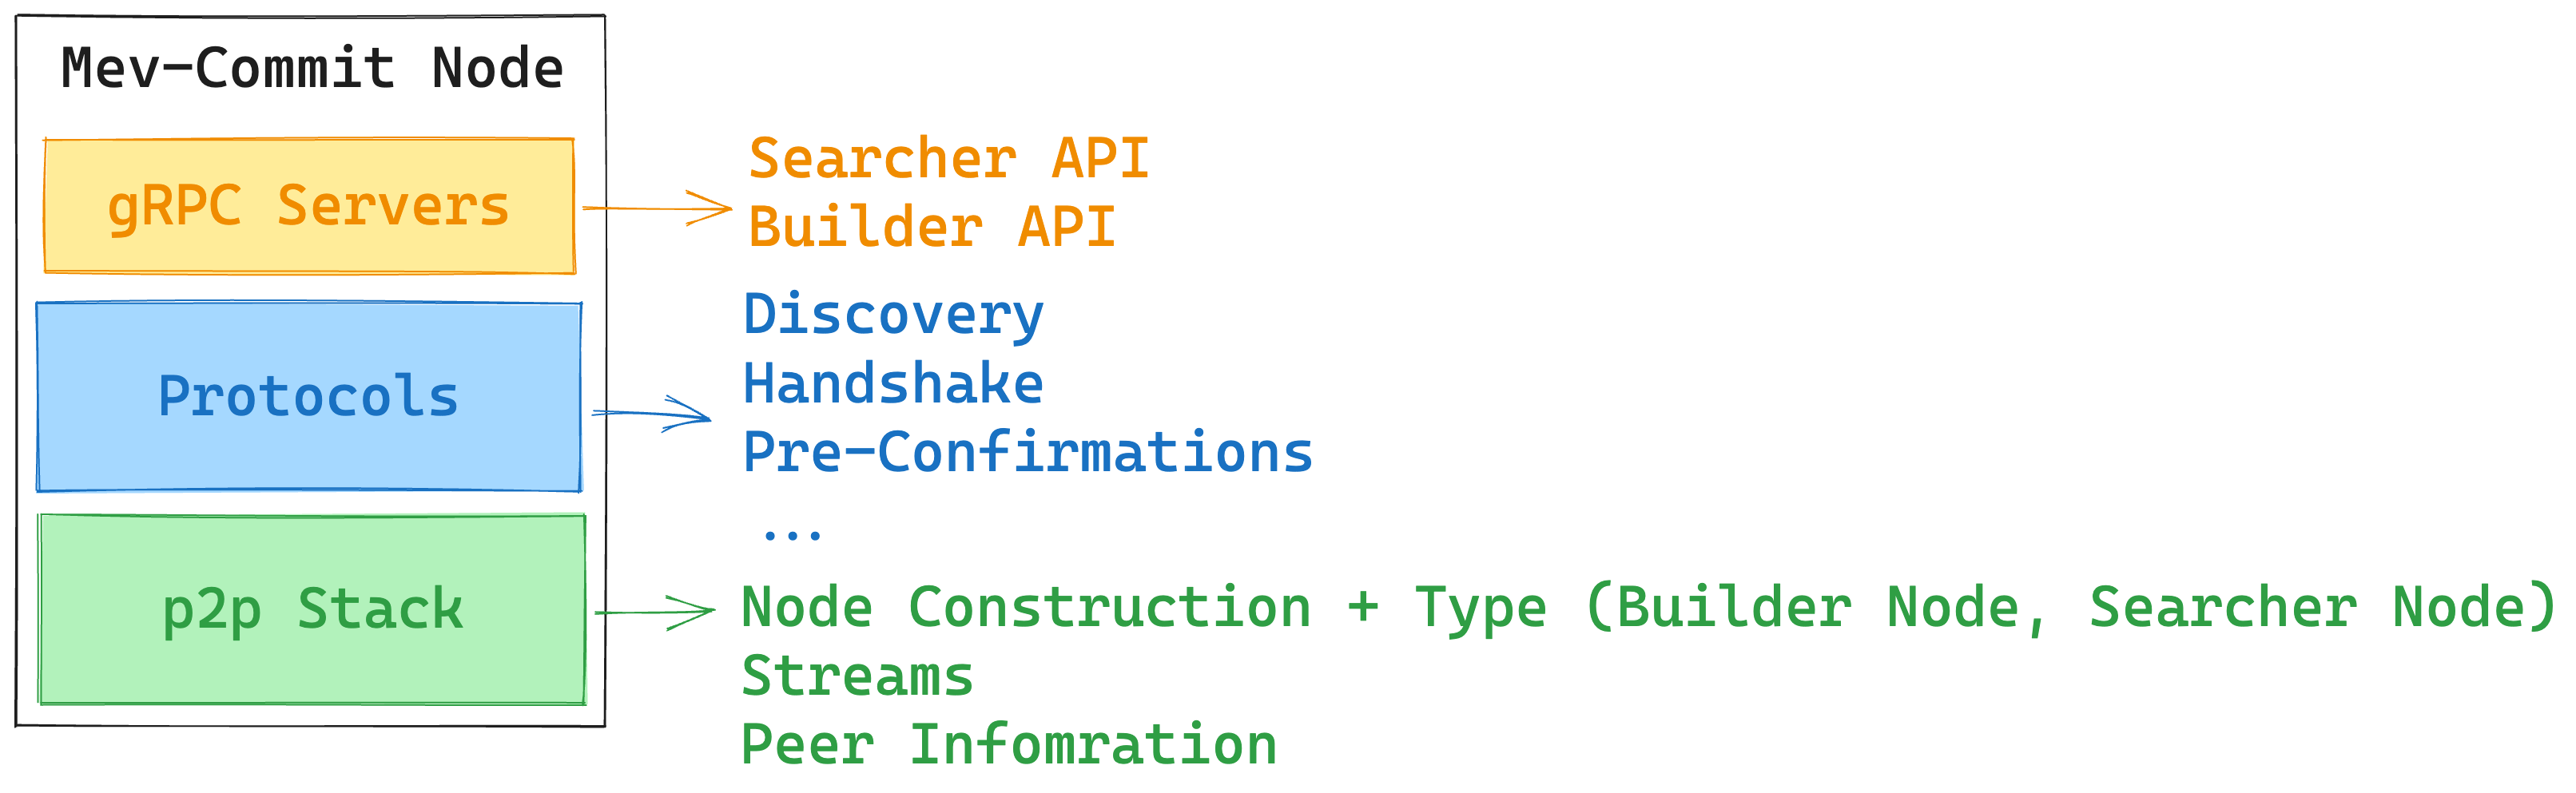 Mev-Commit Node
gRPC Servers
Searcher API
Builder API
Protocols
Discovery
Handshake
Pre-Confirmations
...
p2p Stack
Node Construction + Type (Builder Node, Searcher Node)
Streams
Peer Infomration